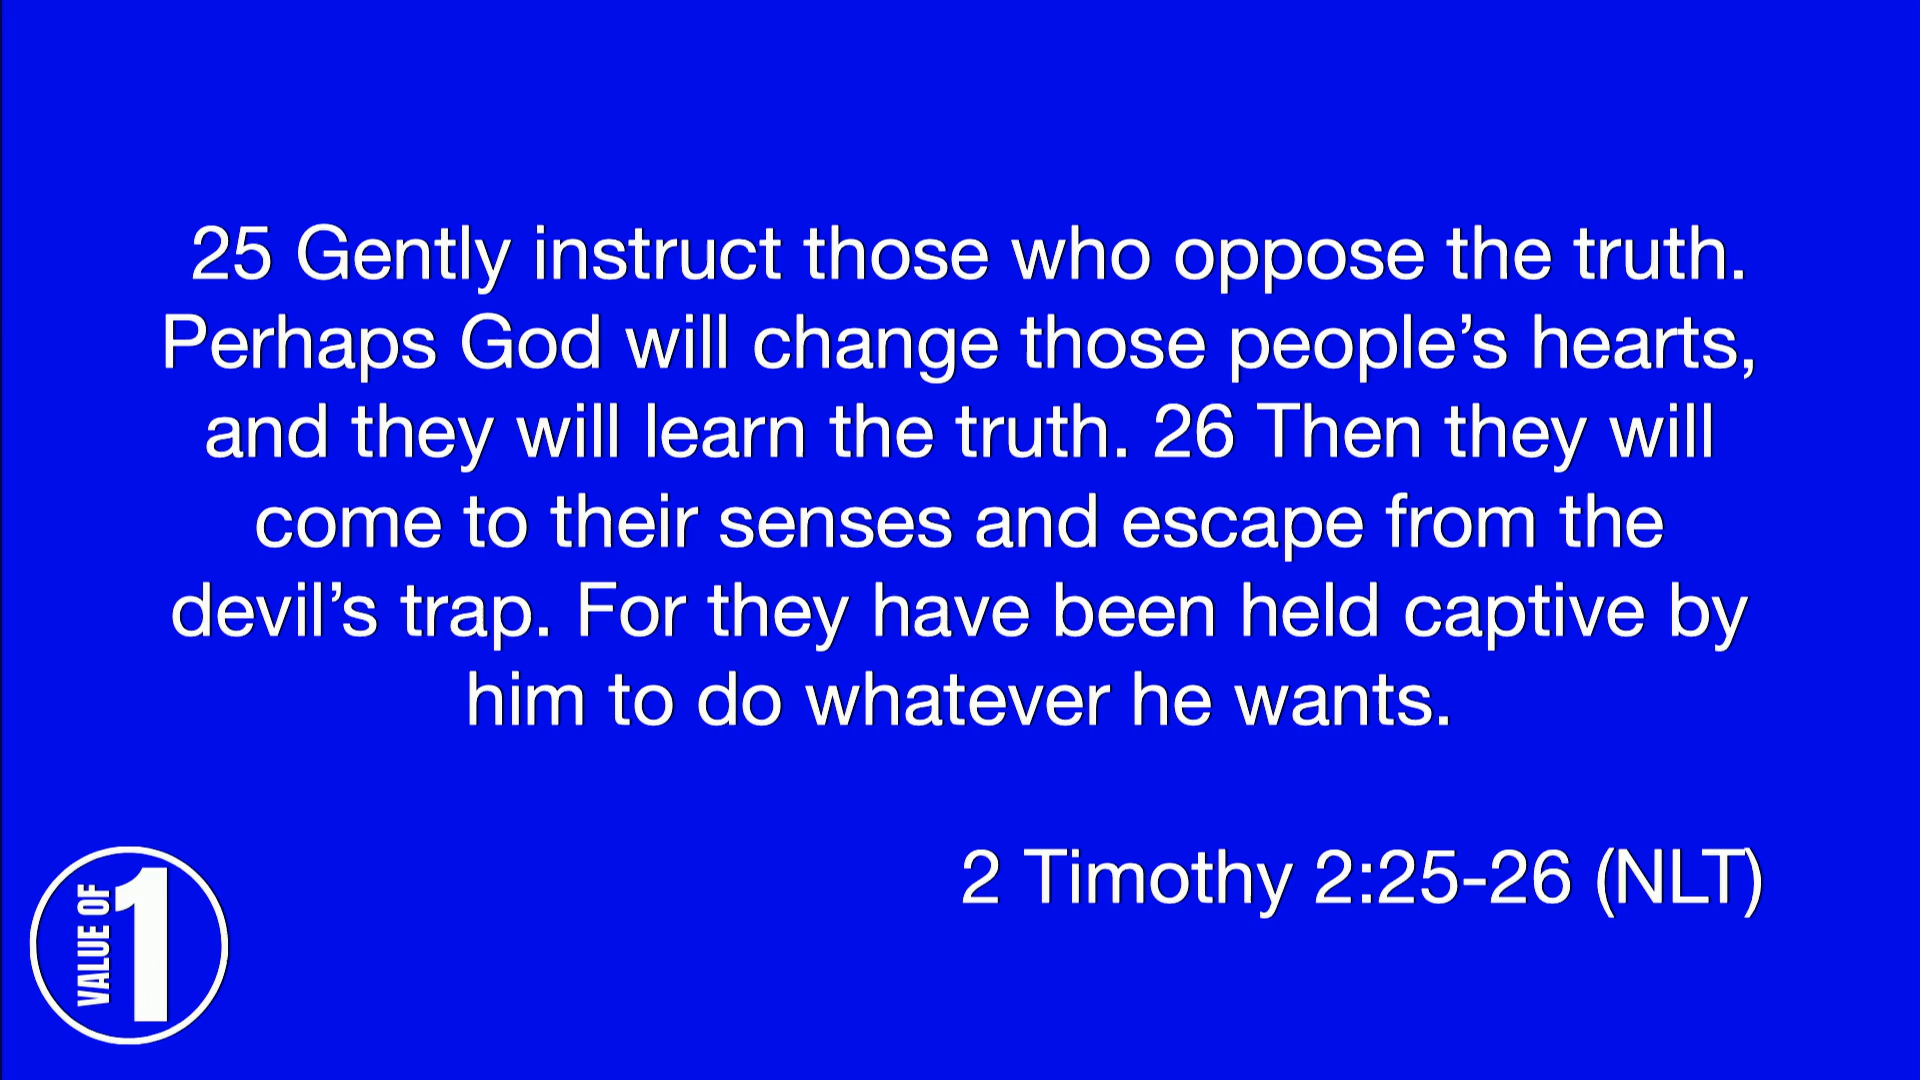 25 Gently instruct those who oppose the truth.
Perhaps God will change those people’s hearts,
and they will learn the truth. 26 Then they will
come to their senses and escape from the
devil’s trap. For they have been held captive by
him to do whatever he wants.
2 Timothy 2:25-26 (NLT)
VALUE OF
1